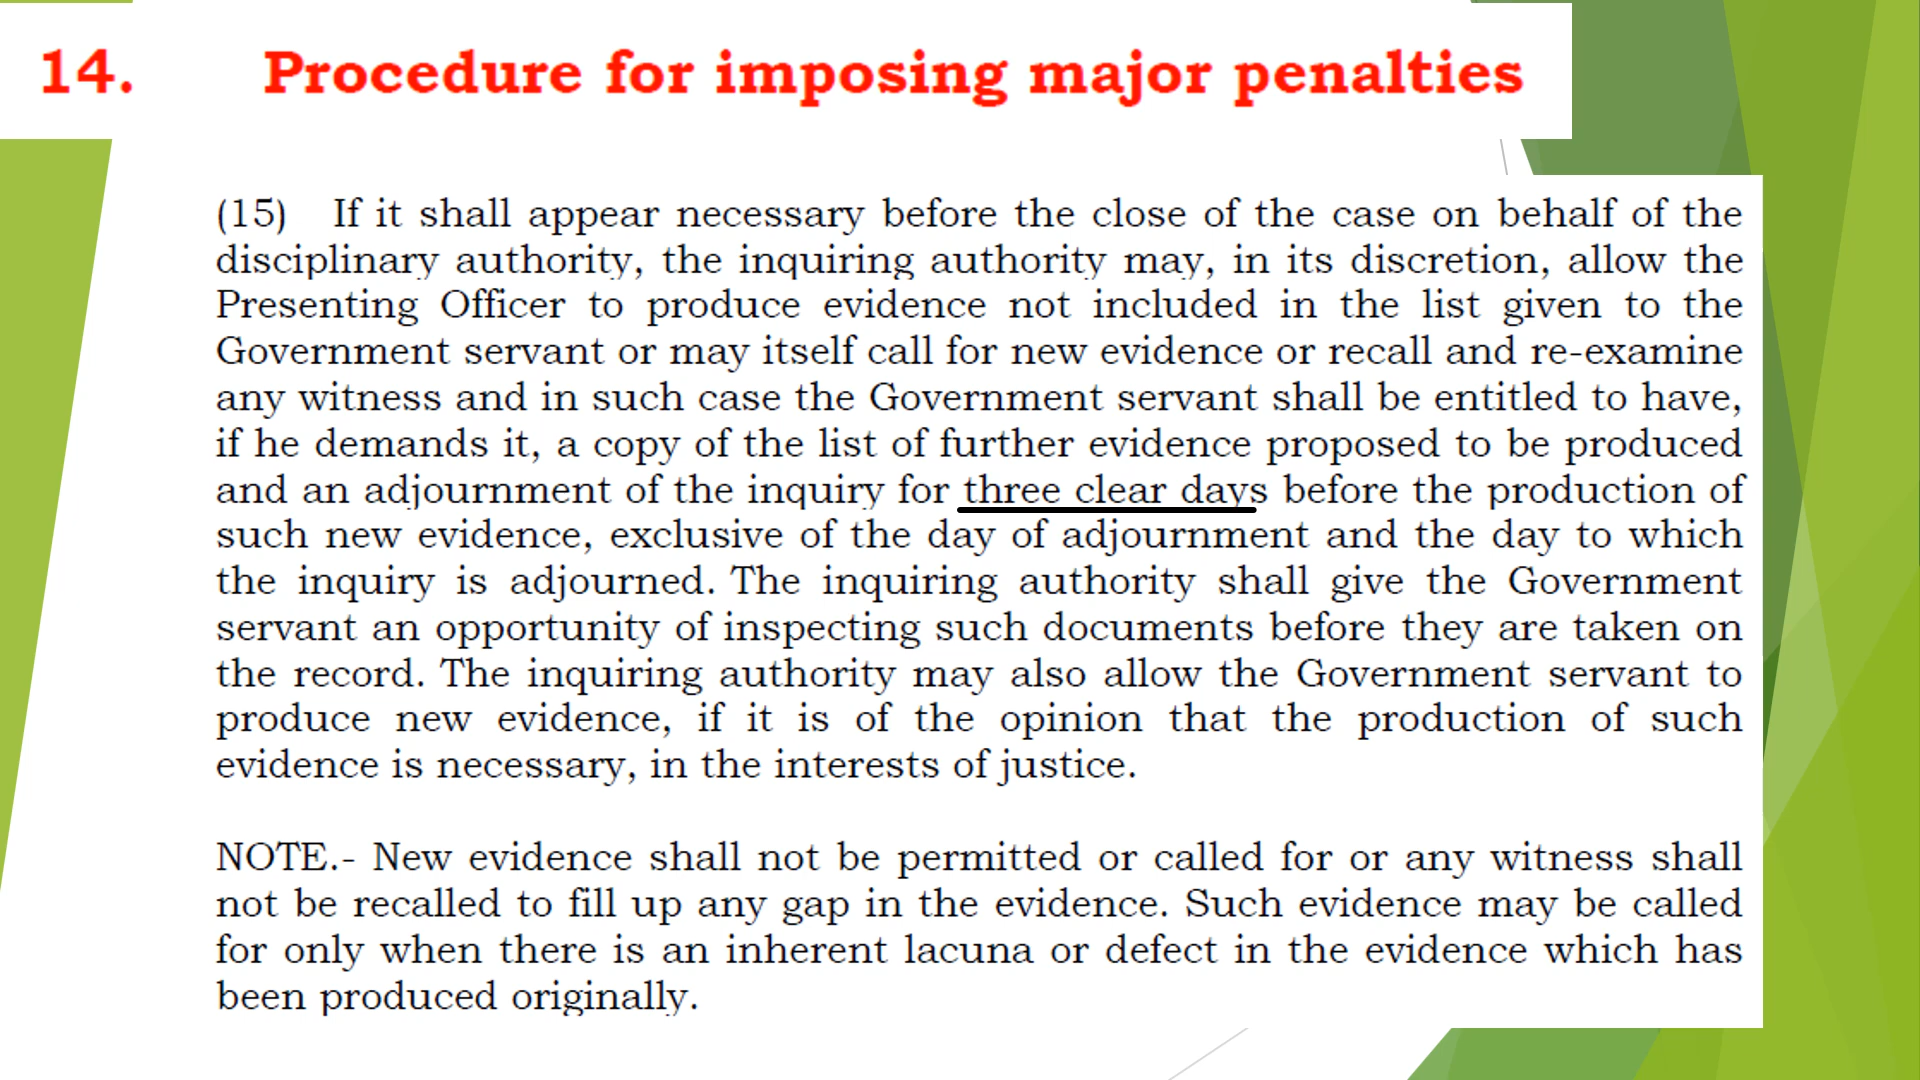 14. Procedure for imposing major penalties
(15) If it shall appear necessary before the close of the case on behalf of the
disciplinary authority, the inquiring authority may, in its discretion, allow the
Presenting Officer to produce evidence not included in the list given to the
Government servant or may itself call for new evidence or recall and re-examine
any witness and in such case the Government servant shall be entitled to have,
if he demands it, a copy of the list of further evidence proposed to be produced
and an adjournment of the inquiry for three clear days before the production of
such new evidence, exclusive of the day of adjournment and the day to which
the inquiry is adjourned. The inquiring authority shall give the Government
servant an opportunity of inspecting such documents before they are taken on
the record. The inquiring authority may also allow the Government servant to
produce new evidence, if it is of the opinion that the production of such
evidence is necessary, in the interests of justice.
NOTE.- New evidence shall not be permitted or called for or any witness shall
not be recalled to fill up any gap in the evidence. Such evidence may be called
for only when there is an inherent lacuna or defect in the evidence which has
been produced originally.